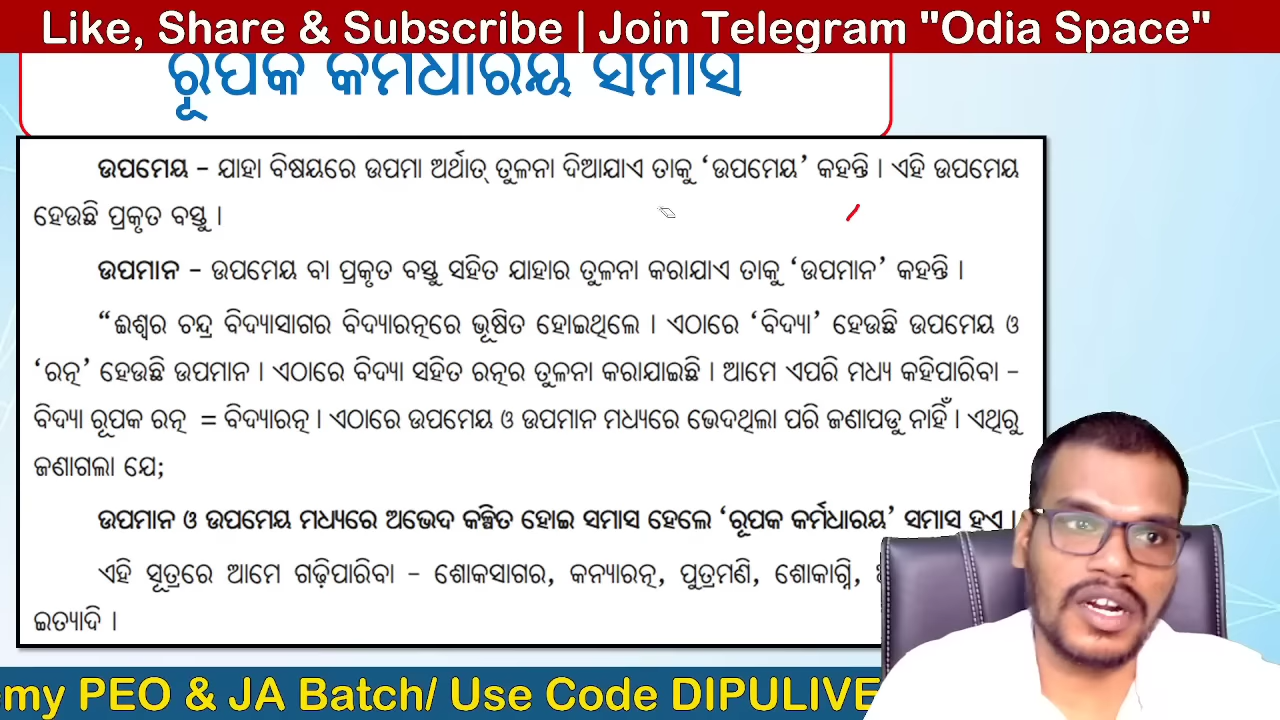 Like, Share & Subscribe | Join Telegram "Odia Space"
ରୂପକ କର୍ମଧାରୟ ସମାସ
ଉପମେୟ – ଯାହା ବିଷୟରେ ଉପମା ଅର୍ଥାତ୍ ତୁଳନା ଦିଆଯାଏ ତାକୁ ‘ଉପମେୟ’ କହନ୍ତି । ଏହି ଉପମେୟ
ହେଉଛି ପ୍ରକୃତ ବସ୍ତୁ ।
ଉପମାନ – ଉପମେୟ ବା ପ୍ରକୃତ ବସ୍ତୁ ସହିତ ଯାହାର ତୁଳନା କରାଯାଏ ତାକୁ ‘ଉପମାନ’ କହନ୍ତି ।
“ଈଶ୍ୱର ଚନ୍ଦ୍ର ବିଦ୍ୟାସାଗର ବିଦ୍ୟାରତ୍ନରେ ଭୂଷିତ ହୋଇଥିଲେ । ଏଠାରେ ‘ବିଦ୍ୟା’ ହେଉଛି ଉପମେୟ ଓ
‘ରତ୍ନ’ ହେଉଛି ଉପମାନ । ଏଠାରେ ବିଦ୍ୟା ସହିତ ରତ୍ନର ତୁଳନା କରାଯାଇଛି । ଆମେ ଏପରି ମଧ୍ୟ କହିପାରିବା –
ବିଦ୍ୟା ରୂପକ ରତ୍ନ = ବିଦ୍ୟାରତ୍ନ । ଏଠାରେ ଉପମେୟ ଓ ଉପମାନ ମଧ୍ୟରେ ଭେଦଥିଲା ପରି ଜଣାପଡୁ ନାହିଁ । ଏଥିରୁ
ଜଣାଗଲା ଯେ;
ଉପମାନ ଓ ଉପମେୟ ମଧ୍ୟରେ ଅଭେଦ କଳ୍ପିତ ହୋଇ ସମାସ ହେଲେ ‘ରୂପକ କର୍ମଧାରୟ’ ସମାସ ହୁଏ ।
ଏହି ସୂତ୍ରରେ ଆମେ ଗଢ଼ିପାରିବା – ଶୋକସାଗର, କନ୍ୟାରତ୍ନ, ପୁତ୍ରମଣି, ଶୋକାଗ୍ନି,
ଇତ୍ୟାଦି ।
my PEO & JA Batch/ Use Code DIPULIVE